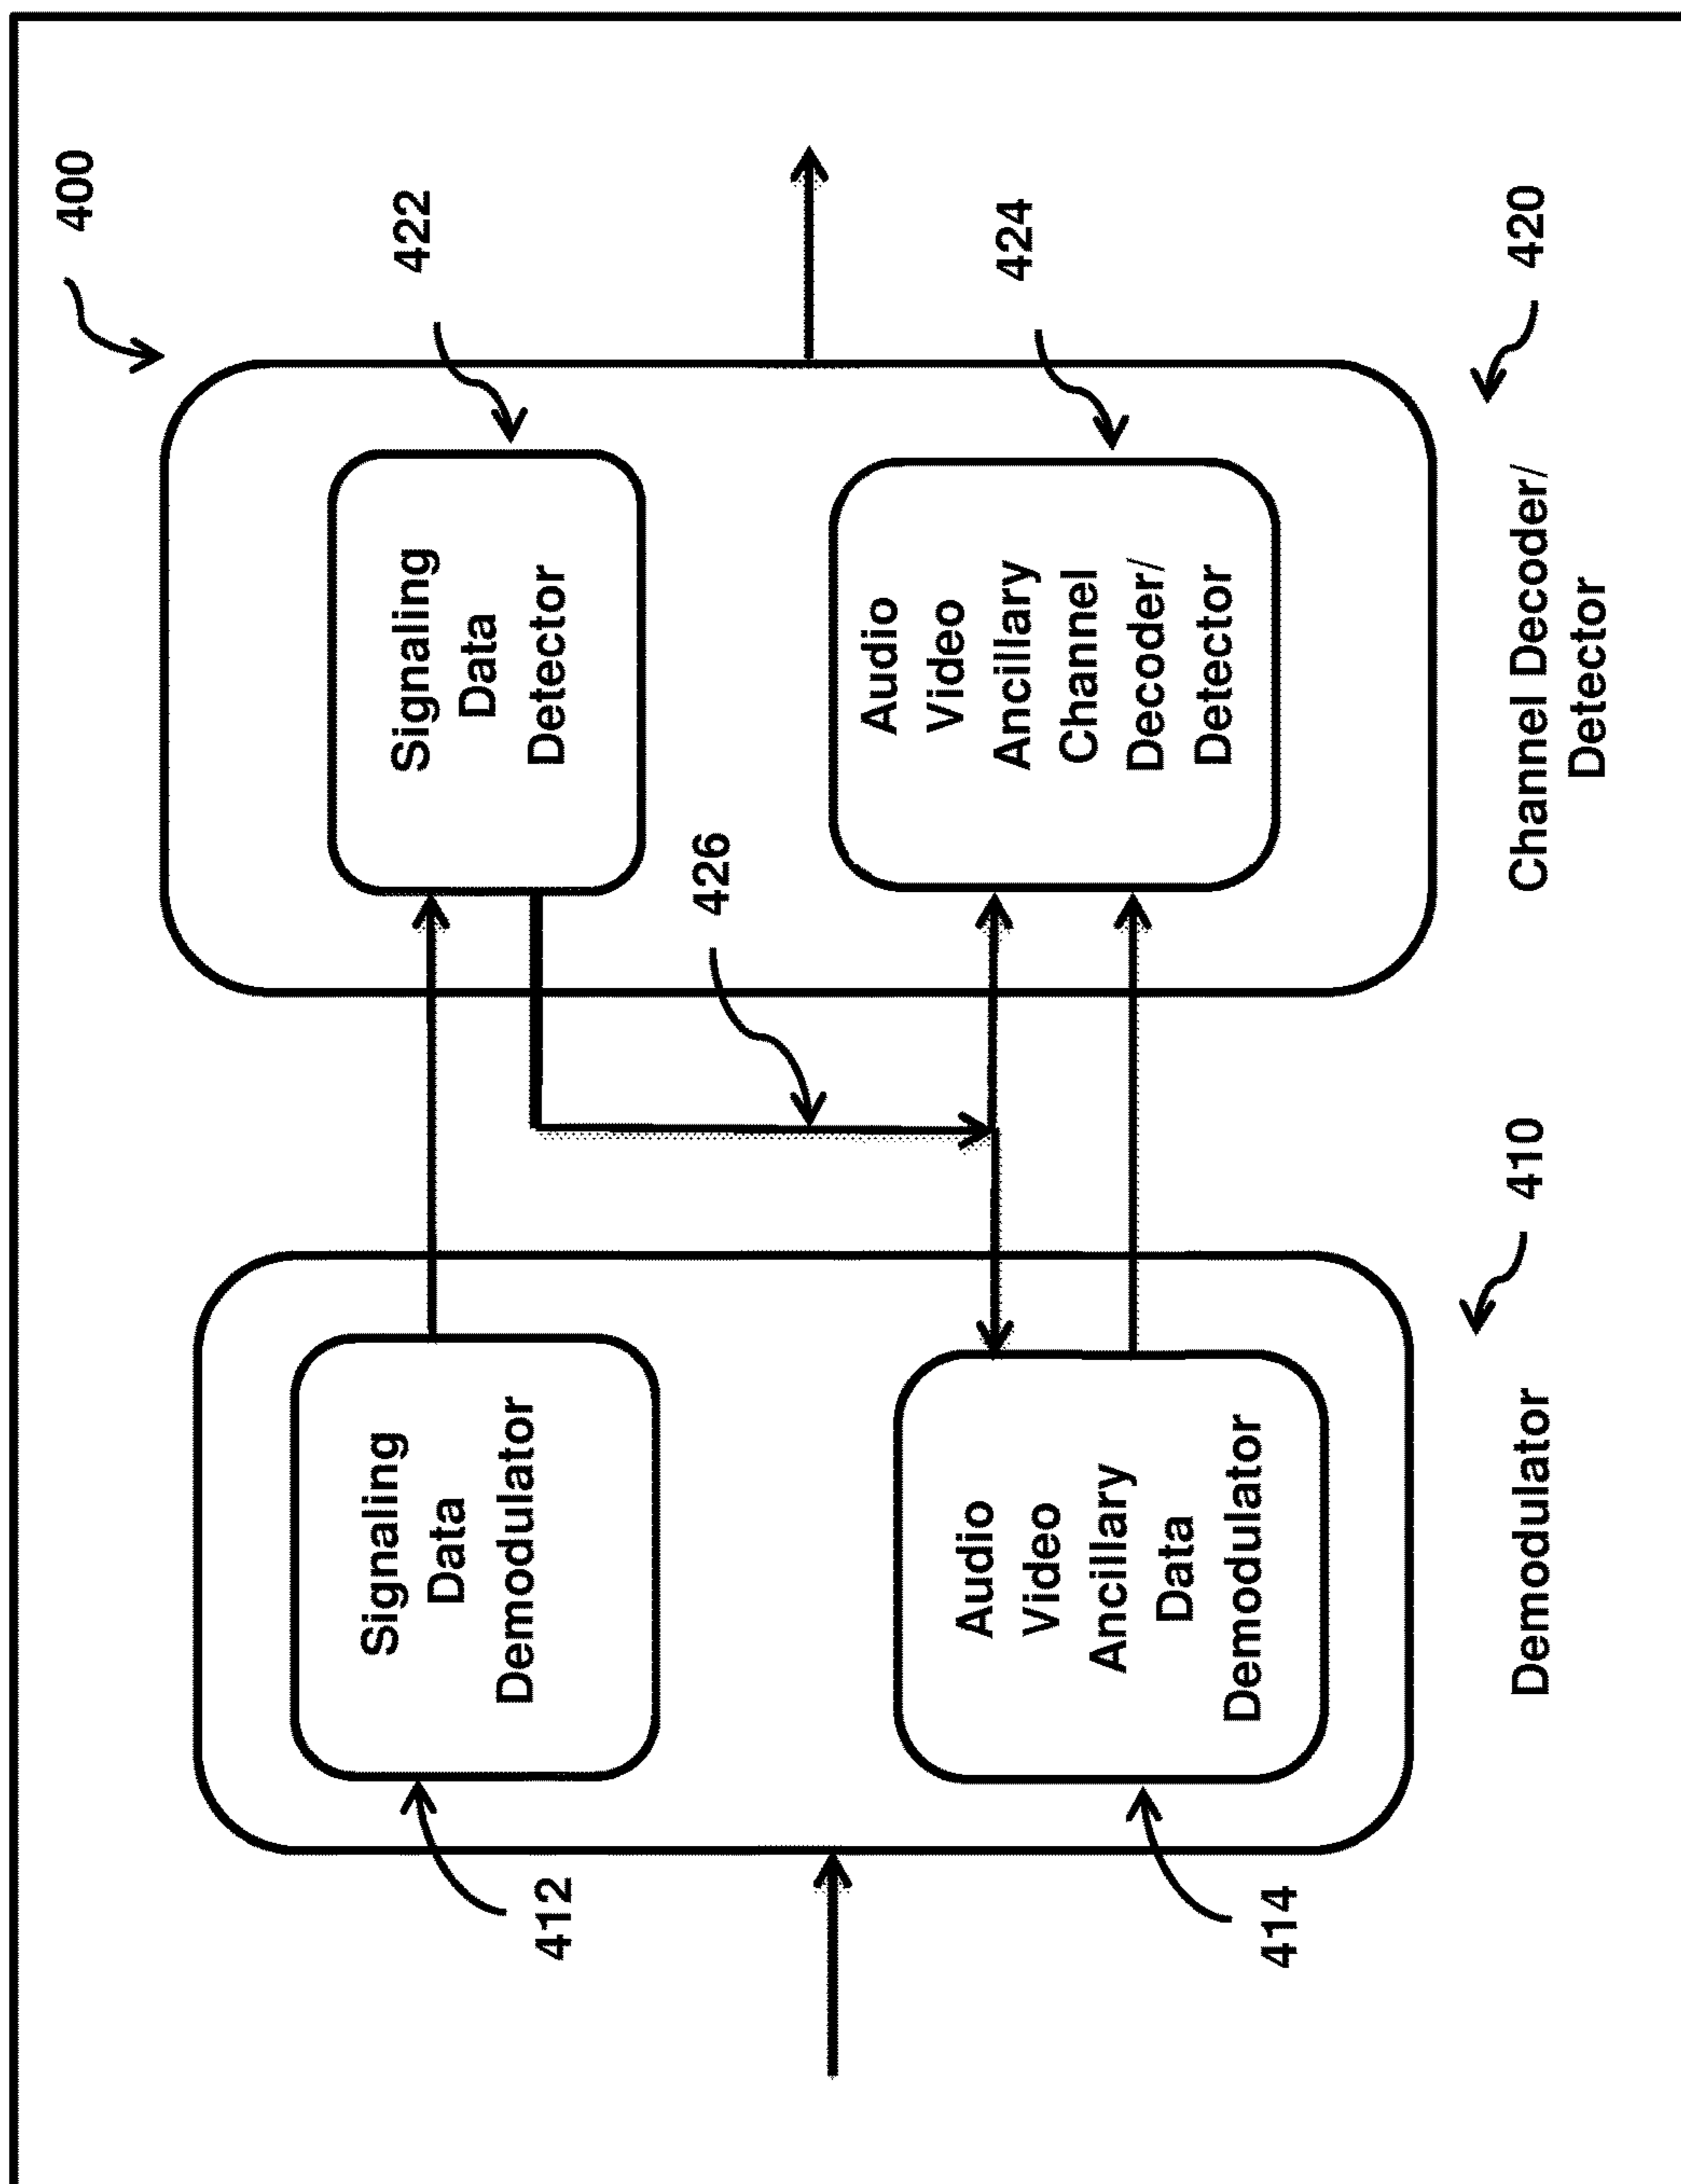 400
422
Signaling
Data
Detector
424
Audio
Video
Ancillary
Channel
Decoder/
Detector
420
Channel Decoder/
Detector
426
Signaling
Data
Demodulator
412
Audio
Video
Ancillary
Data
Demodulator
414
410
Demodulator